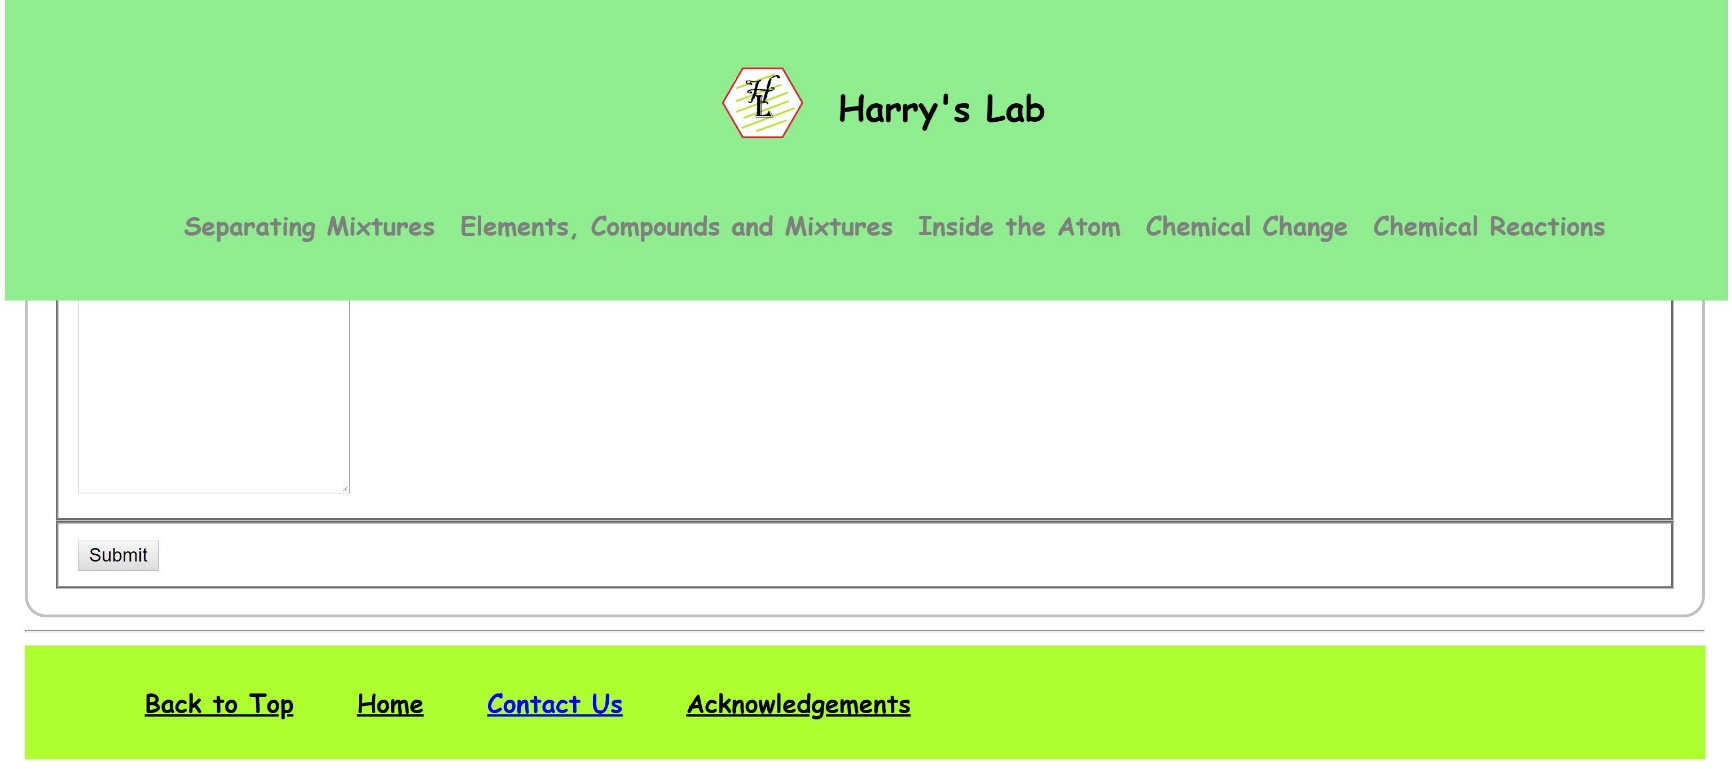 H
L
Harry's Lab
Separating Mixtures Elements, Compounds and Mixtures Inside the Atom Chemical Change Chemical Reactions
Submit
Back to Top Home Contact Us Acknowledgements